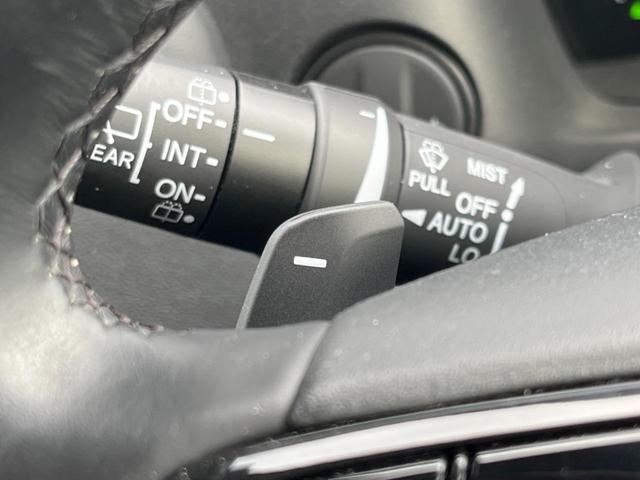 OFF
INT
ON
EAR
MIST
PULL
OFF
AUTO
LO